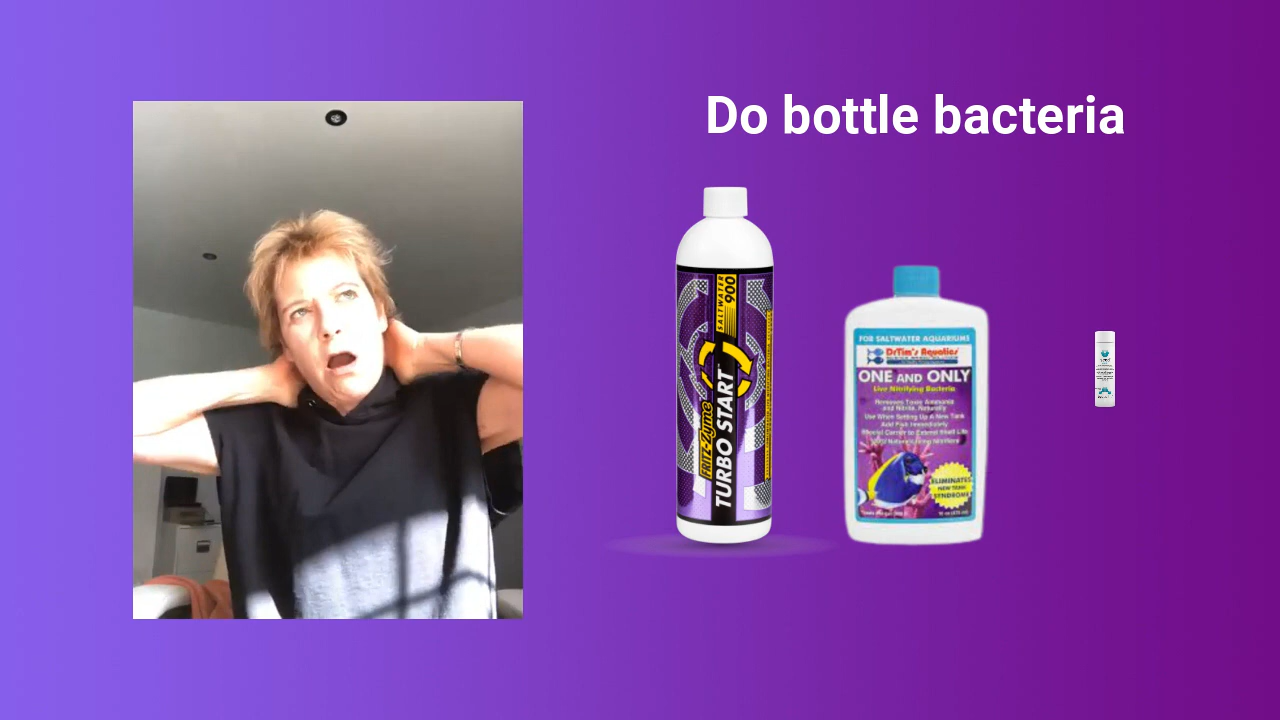 Do bottle bacteria
SALTWATER
900
FRITZ-Zyme
TURBO START
FOR SALTWATER AQUARIUMS
DrTim's Aquatics
ONE AND ONLY
Live Nitrifying Bacteria
Removes Toxic Ammonia
and Nitrite, Naturally
Use When Setting Up A New Tank
Add Fish Immediately
ELIMINATES
NEW TANK
SYNDROME